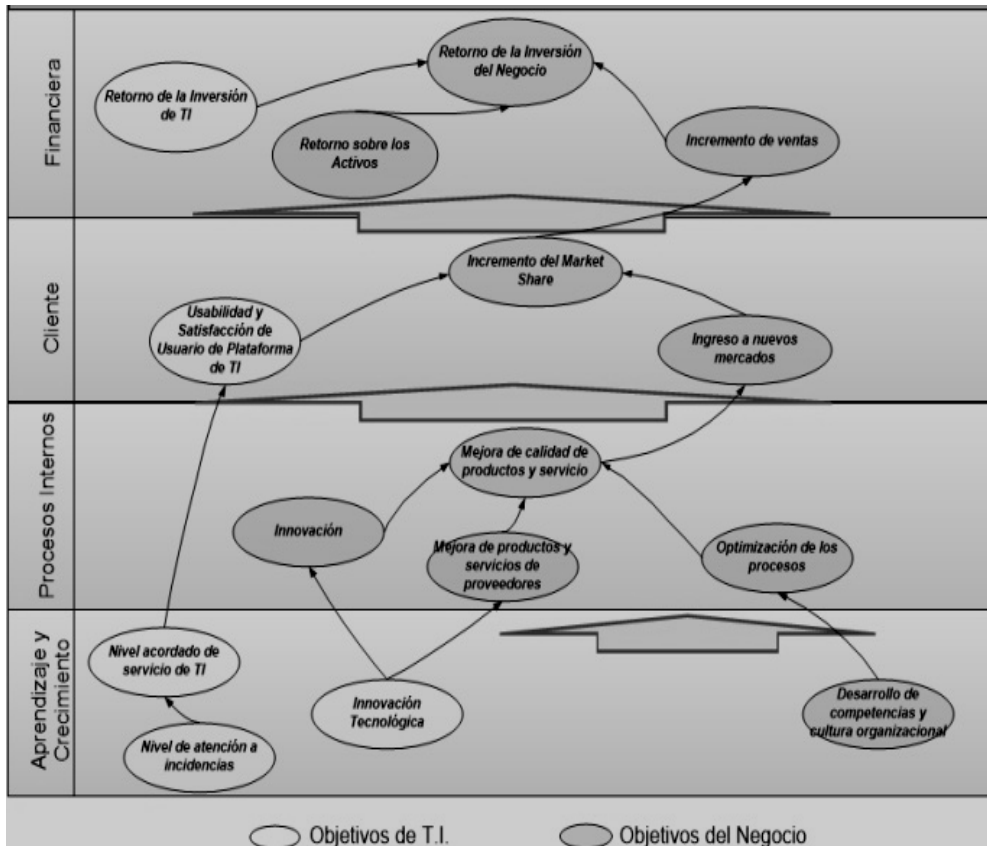 Financiera
Retorno de la Inversión
del Negocio
Retorno de la Inversión
de TI
Retorno sobre los
Activos
Incremento de ventas
Cliente
Incremento del Market
Share
Usabilidad y
Satisfacción de
Usuario de Plataforma
de TI
Ingreso a nuevos
mercados
Procesos Internos
Mejora de calidad de
productos y servicio
Innovación
Mejora de productos y
servicios de
proveedores
Optimización de los
procesos
Aprendizaje y
Crecimiento
Nivel acordado de
servicio de TI
Innovación
Tecnológica
Desarrollo de
competencias y
cultura organizacional
Nivel de atención a
incidencias
Objetivos de T.I.
Objetivos del Negocio